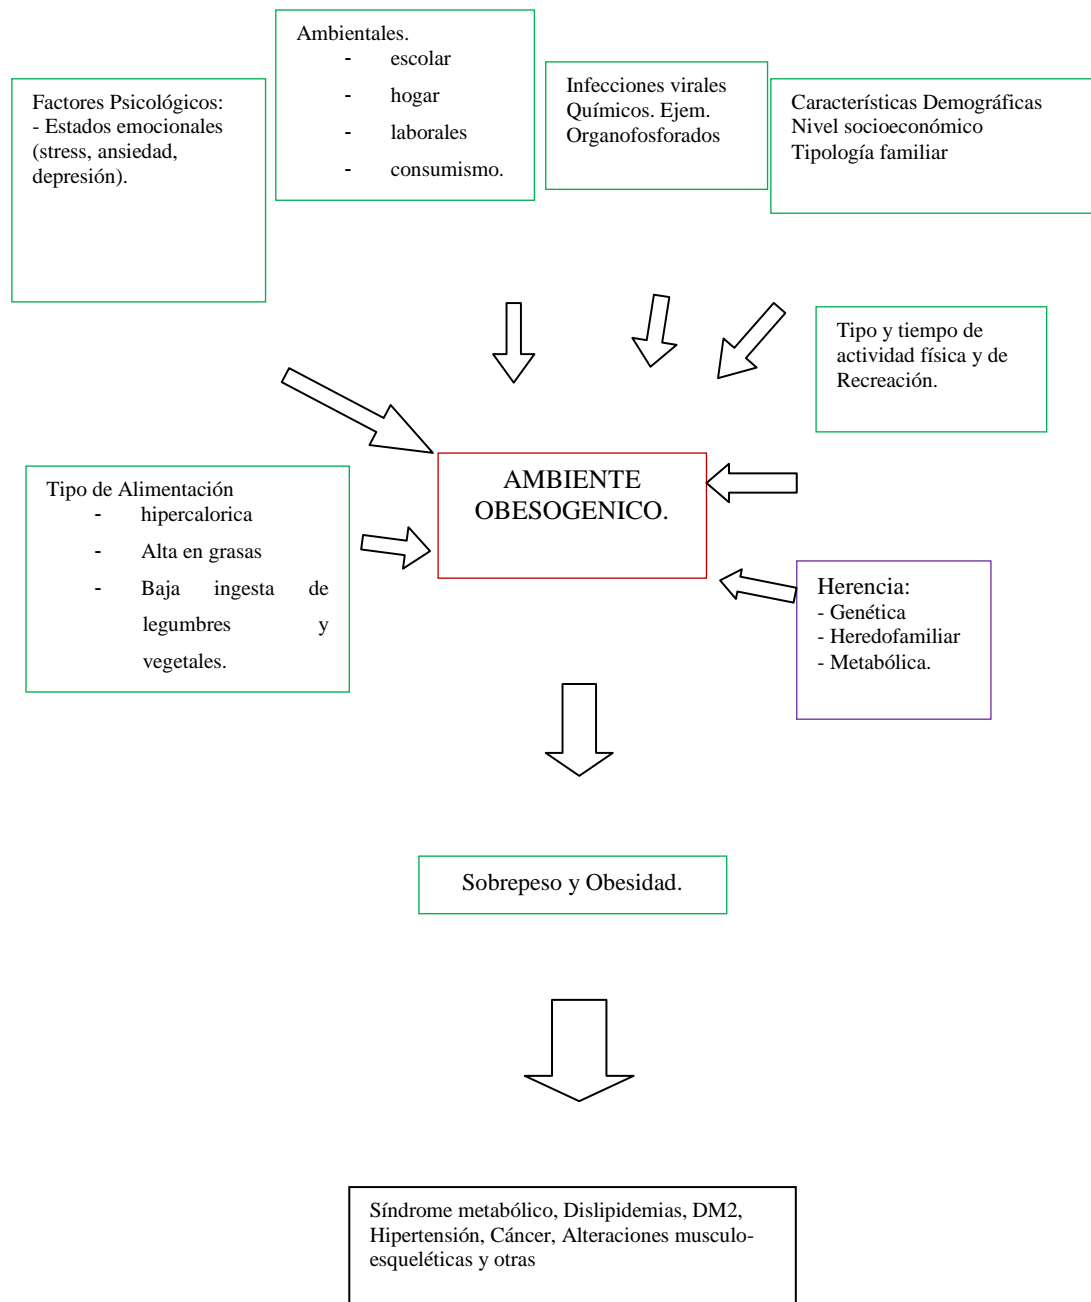 Ambientales.
- escolar
- hogar
- laborales
- consumismo.
Factores Psicológicos:
- Estados emocionales
(stress, ansiedad,
depresión).
Infecciones virales
Químicos. Ejem.
Organofosforados
Características Demográficas
Nivel socioeconómico
Tipología familiar
Tipo y tiempo de
actividad física y de
Recreación.
AMBIENTE
OBESOGENICO.
Tipo de Alimentación
- hipercalorica
- Alta en grasas
- Baja ingesta de
legumbres y
vegetales.
Herencia:
- Genética
- Heredofamiliar
- Metabólica.
Sobrepeso y Obesidad.
Síndrome metabólico, Dislipidemias, DM2,
Hipertensión, Cáncer, Alteraciones musculo-
esqueléticas y otras